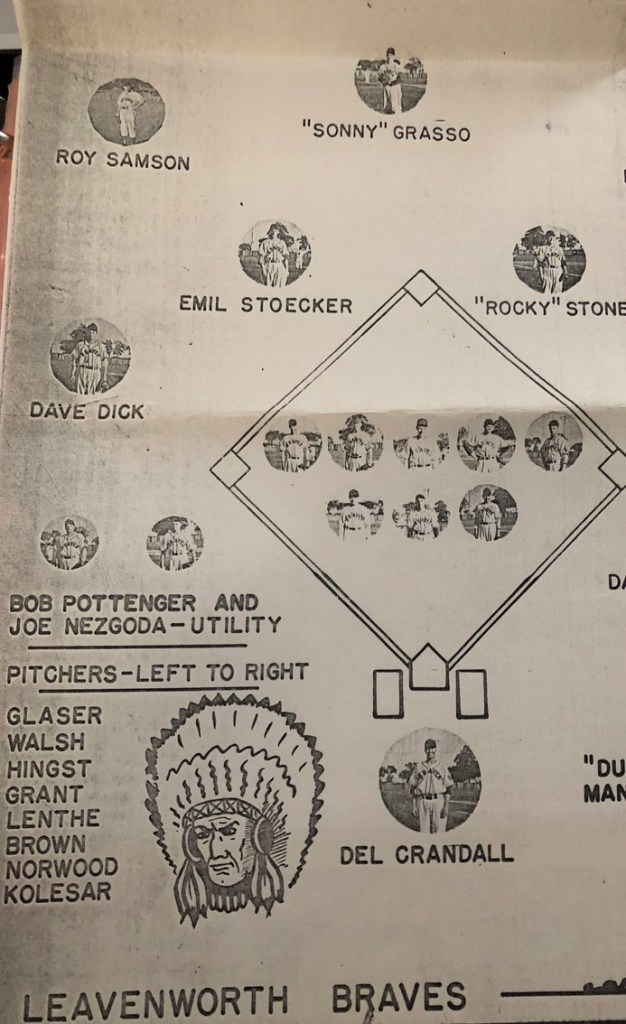 "SONNY" GRASSO
ROY SAMSON
EMIL STOECKER
"ROCKY" STONE
DAVE DICK
BOB POTTENGER AND
JOE NEZGODA-UTILITY
PITCHERS-LEFT TO RIGHT
GLASER
WALSH
HINGST
GRANT
LENTHE
BROWN
NORWOOD
KOLESAR
DEL CRANDALL
"DU
MAN
DA
LEAVENWORTH BRAVES